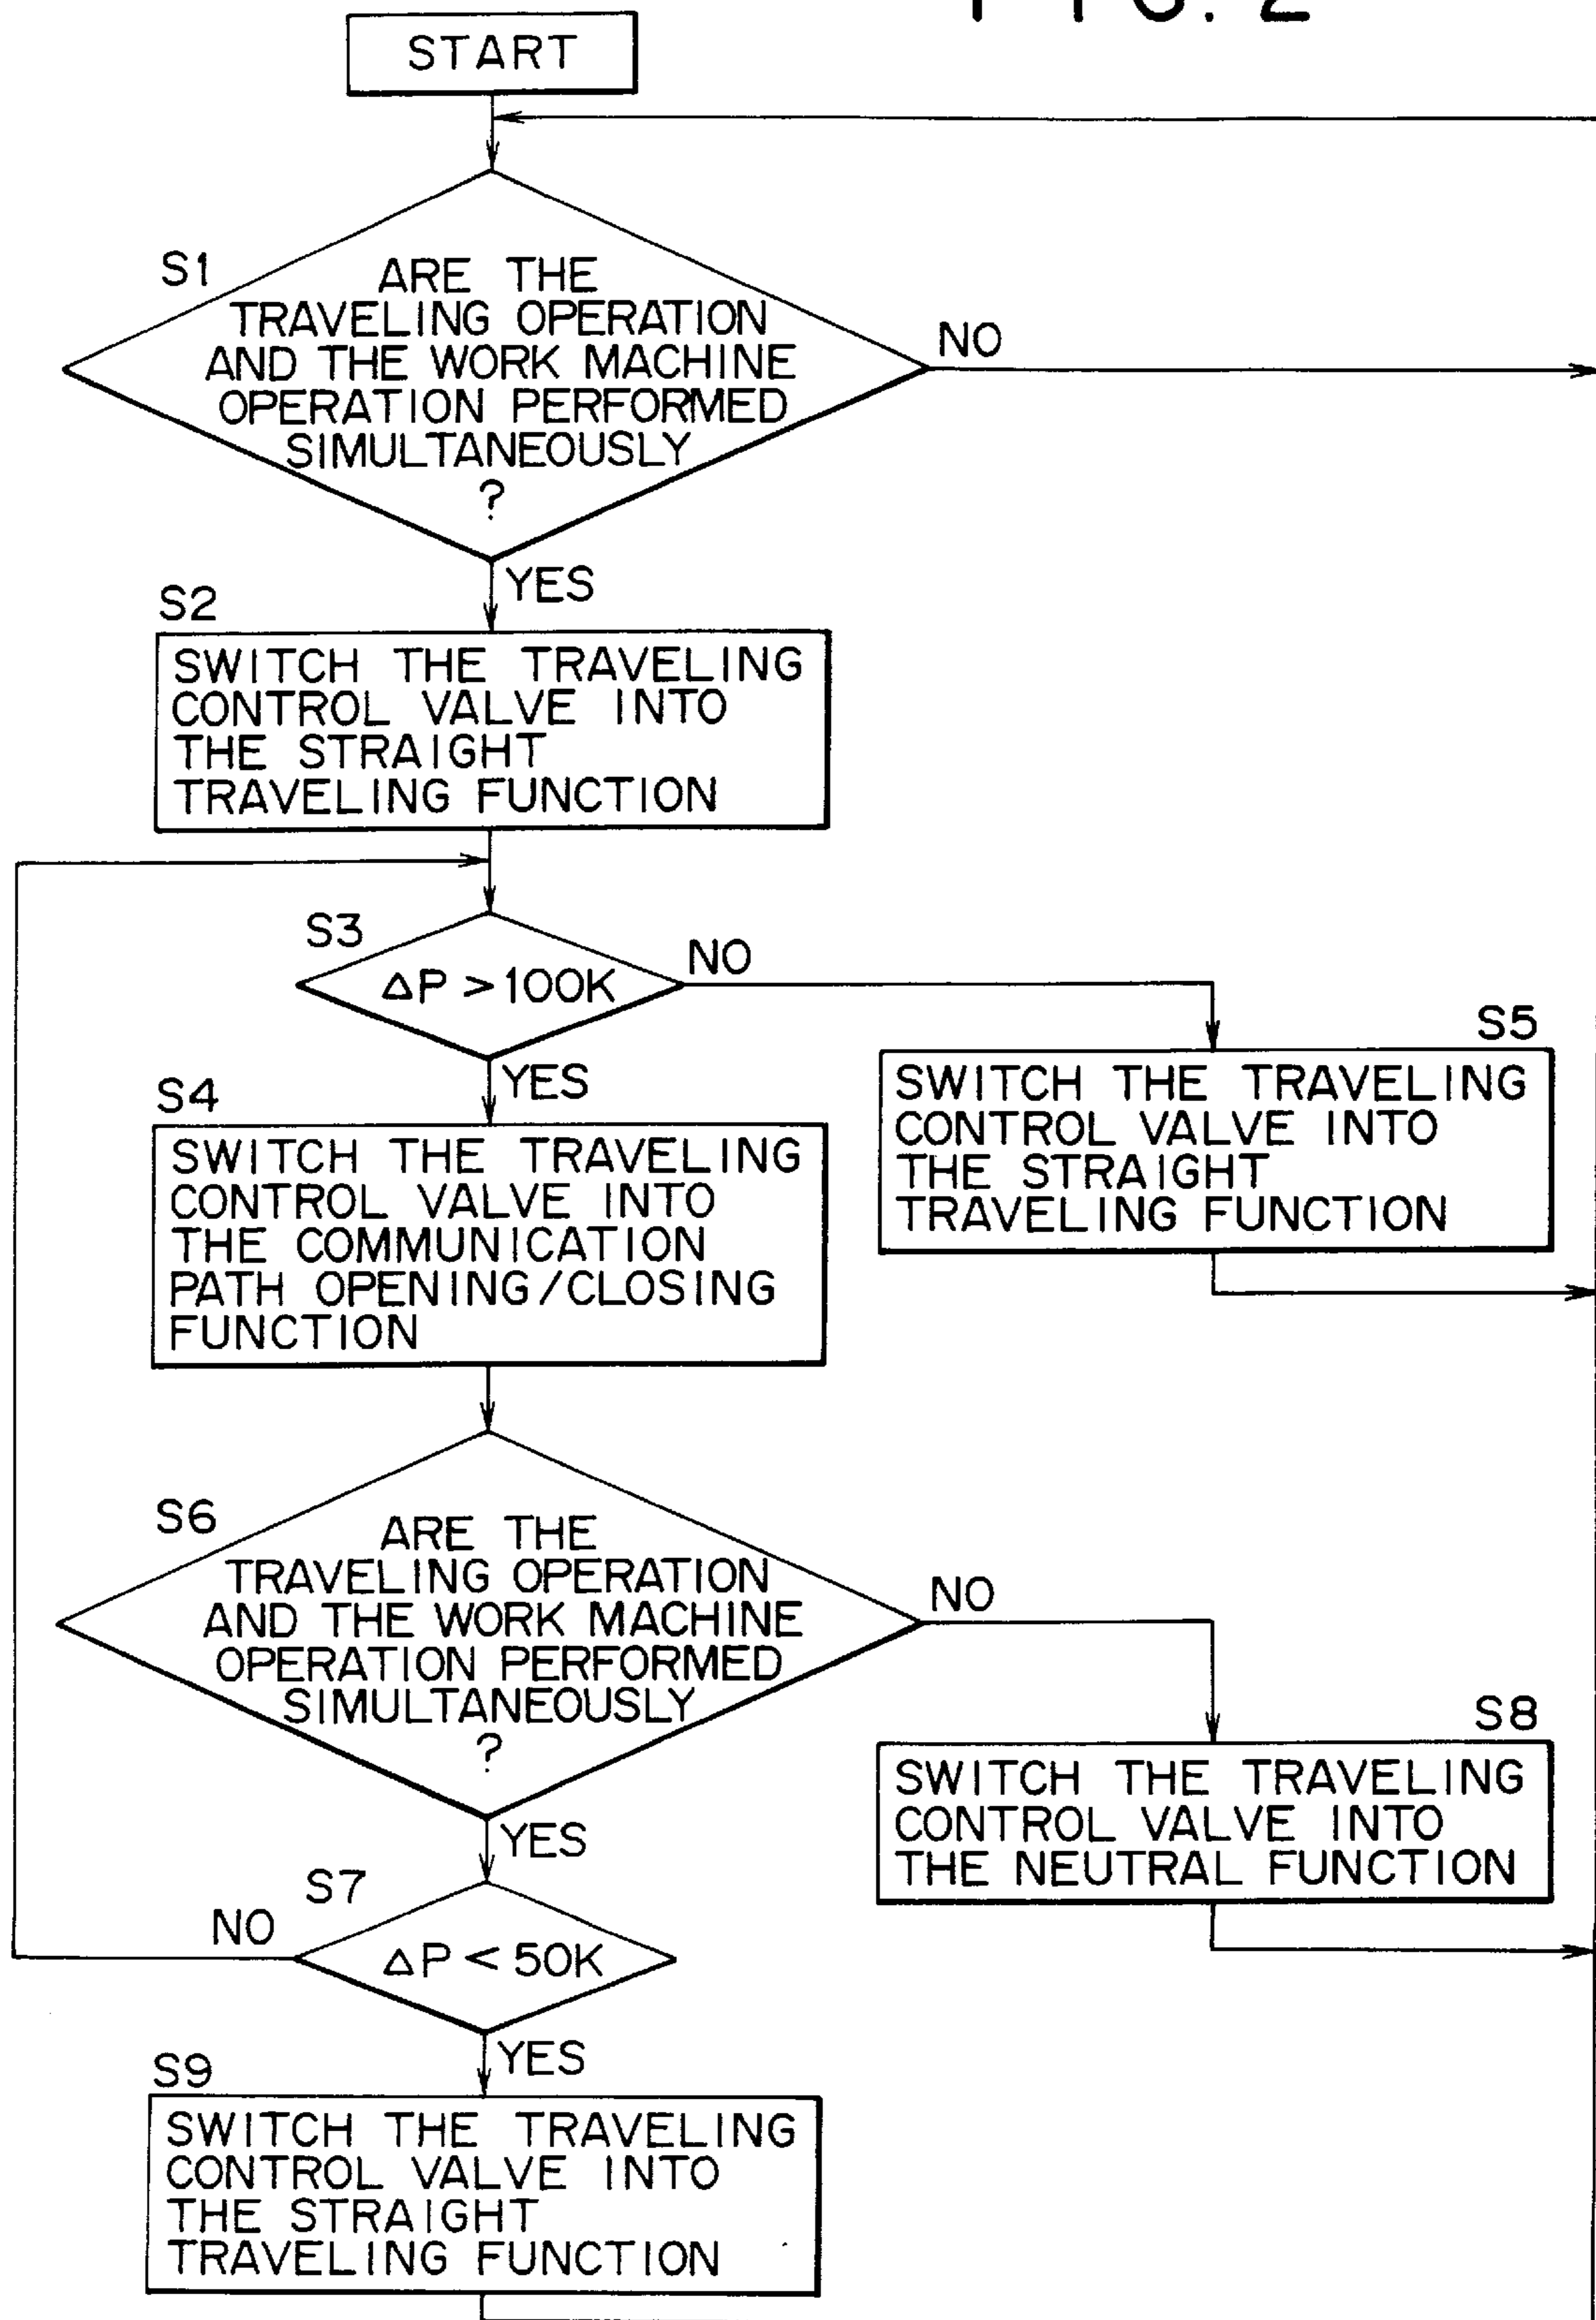 FIG. 2
START
S1
ARE THE
TRAVELING OPERATION
AND THE WORK MACHINE
OPERATION PERFORMED
SIMULTANEOUSLY
?
NO
YES
S2
SWITCH THE TRAVELING
CONTROL VALVE INTO
THE STRAIGHT
TRAVELING FUNCTION
S3
ΔP > 100K
NO
YES
S4
SWITCH THE TRAVELING
CONTROL VALVE INTO
THE COMMUNICATION
PATH OPENING/CLOSING
FUNCTION
S5
SWITCH THE TRAVELING
CONTROL VALVE INTO
THE STRAIGHT
TRAVELING FUNCTION
S6
ARE THE
TRAVELING OPERATION
AND THE WORK MACHINE
OPERATION PERFORMED
SIMULTANEOUSLY
?
NO
YES
S8
SWITCH THE TRAVELING
CONTROL VALVE INTO
THE NEUTRAL FUNCTION
S7
ΔP < 50K
NO
YES
S9
SWITCH THE TRAVELING
CONTROL VALVE INTO
THE STRAIGHT
TRAVELING FUNCTION